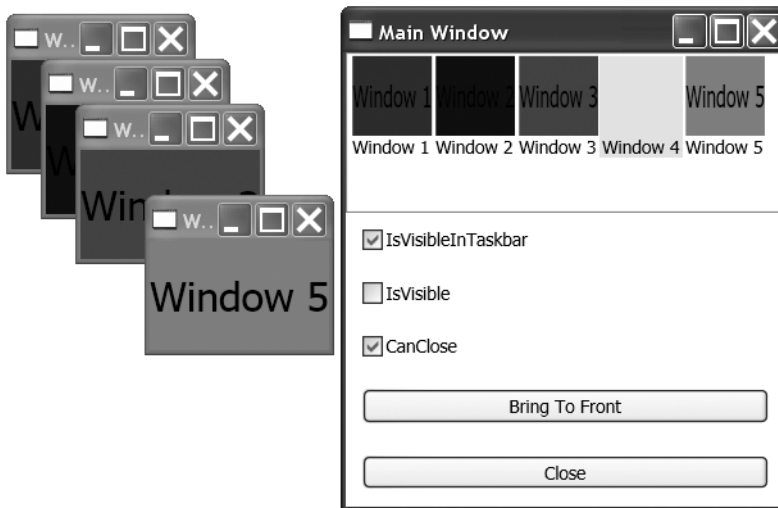 W..
W..
W..
W..
W
Win
Window 5
Main Window
Window 1 Window 2 Window 3 Window 5
Window 1 Window 2 Window 3 Window 4 Window 5
IsVisibleInTaskbar
IsVisible
CanClose
Bring To Front
Close